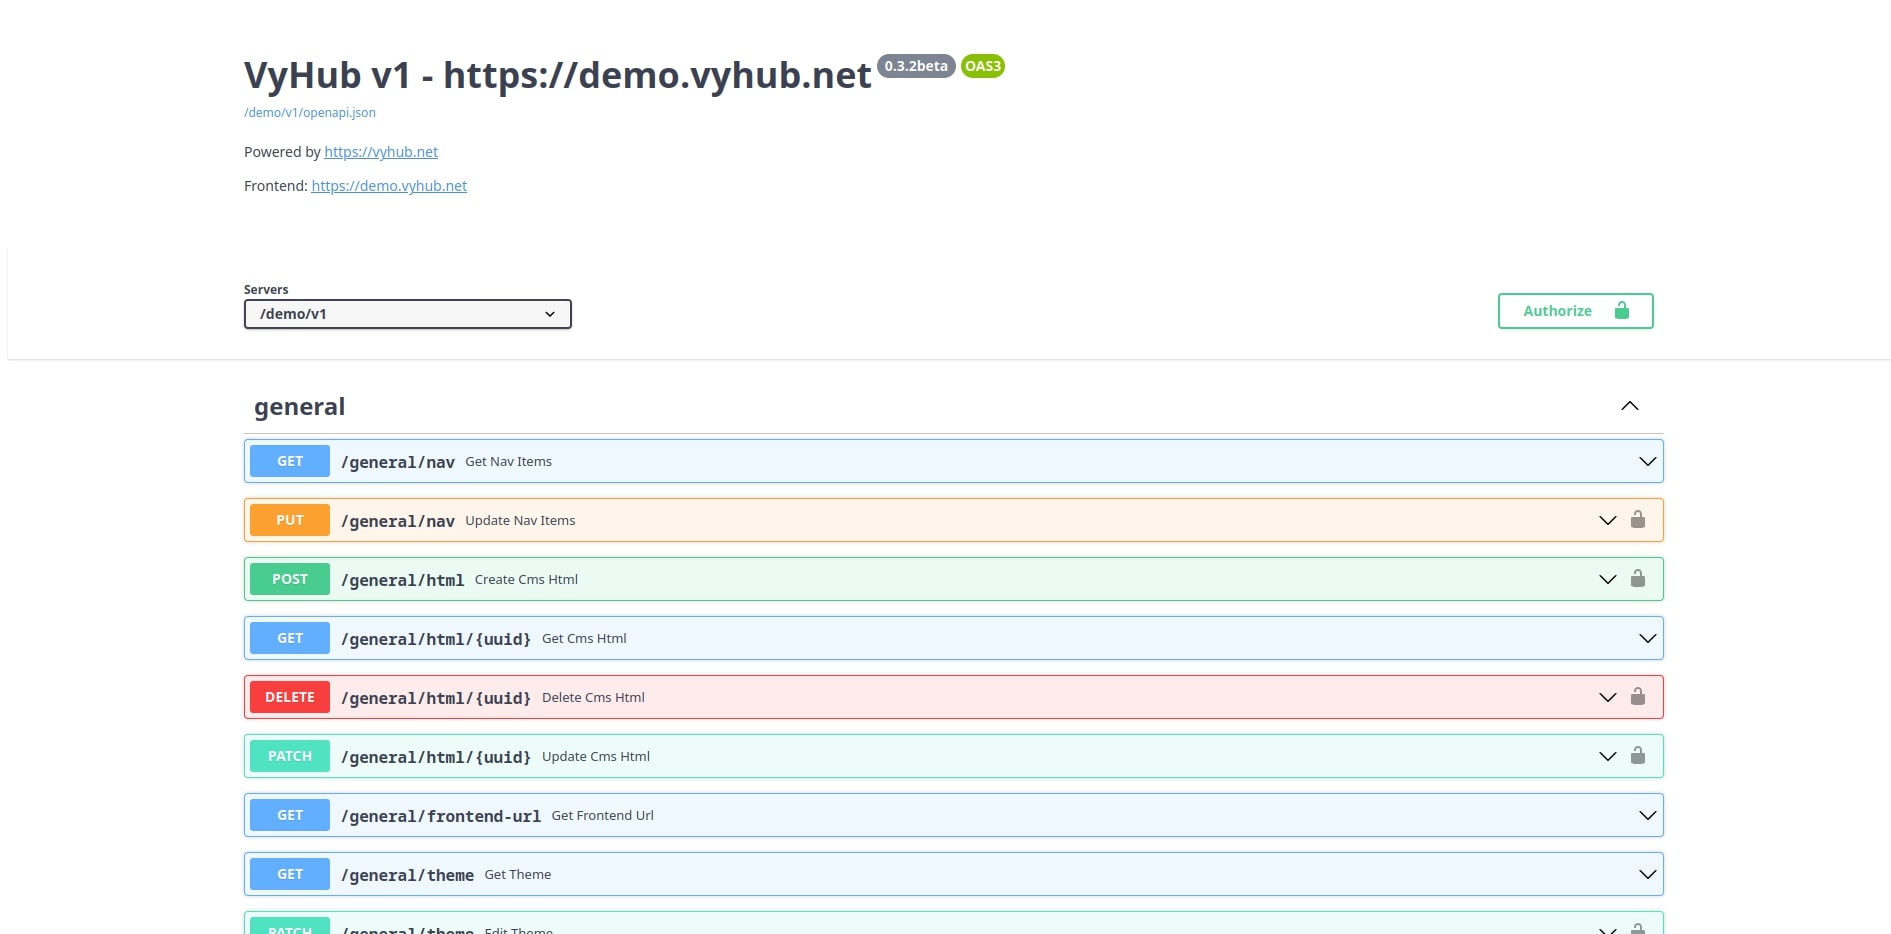 VyHub v1 - https://demo.vyhub.net 0.3.2beta OAS3
/demo/v1/openapi.json
Powered by https://vyhub.net
Frontend: https://demo.vyhub.net
Servers
/demo/v1
Authorize
general
GET /general/nav Get Nav Items
PUT /general/nav Update Nav Items
POST /general/html Create Cms Html
GET /general/html/{uuid} Get Cms Html
DELETE /general/html/{uuid} Delete Cms Html
PATCH /general/html/{uuid} Update Cms Html
GET /general/frontend-url Get Frontend Url
GET /general/theme Get Theme
PATCH /general/theme Edit Theme